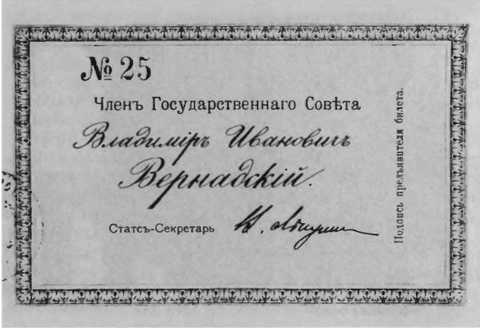 № 25
Членъ Государственнаго Совѣта
Владиміръ Ивановичъ
Вернадскій.
Статсъ-Секретарь
Подпись предъявителя билета.